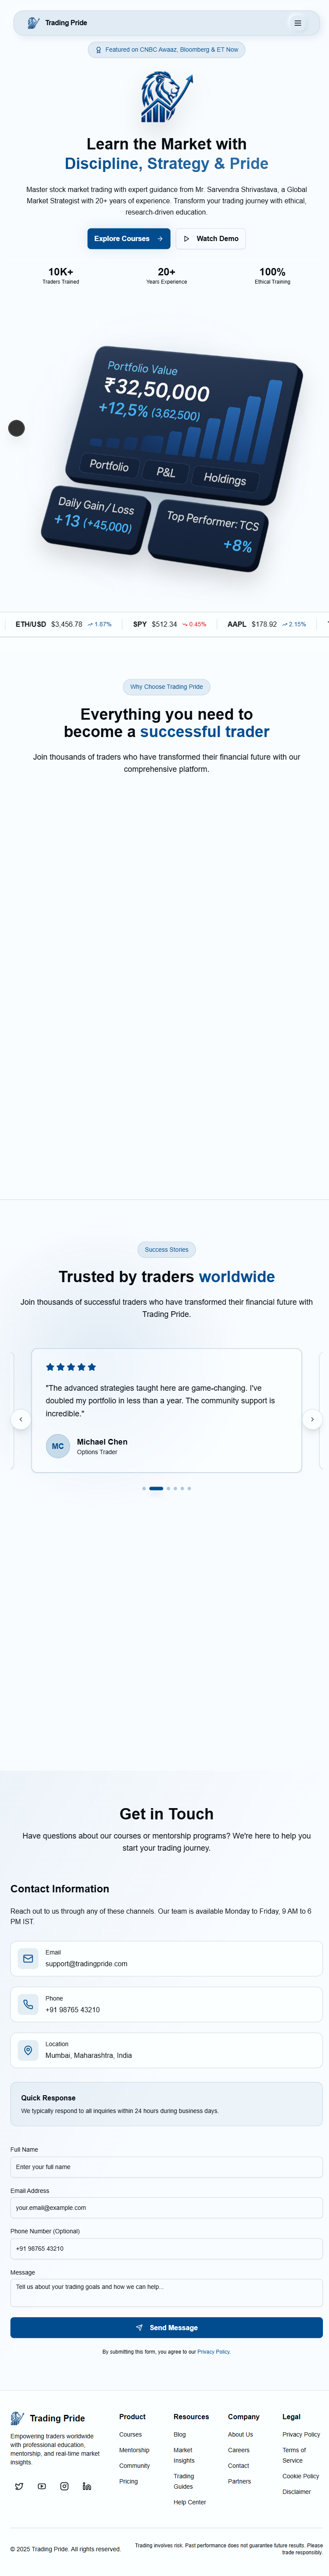 Trading Pride
Featured on CNBC Awaaz, Bloomberg & ET Now
Learn the Market with
Discipline, Strategy & Pride
Master stock market trading with expert guidance from Mr. Sarvendra Shrivastava, a Global
Market Strategist with 20+ years of experience. Transform your trading journey with ethical,
research-driven education.
Explore Courses
Watch Demo
10K+
Traders Trained
20+
Years Experience
100%
Ethical Training
Portfolio Value
₹32,50,000
+12,5% (3,62,500)
Portfolio
P&L
Holdings
Daily Gain / Loss
+13 (+45,000)
Top Performer: TCS
+8%
ETH/USD $3,456.78 1.87%
SPY $512.34 0.45%
AAPL $178.92 2.15%
Why Choose Trading Pride
Everything you need to
become a successful trader
Join thousands of traders who have transformed their financial future with our
comprehensive platform.
Success Stories
Trusted by traders worldwide
Join thousands of successful traders who have transformed their financial future with
Trading Pride.
"The advanced strategies taught here are game-changing. I've
doubled my portfolio in less than a year. The community support is
incredible."
MC
Michael Chen
Options Trader
Get in Touch
Have questions about our courses or mentorship programs? We're here to help you
start your trading journey.
Contact Information
Reach out to us through any of these channels. Our team is available Monday to Friday, 9 AM to 6
PM IST.
Email
support@tradingpride.com
Phone
+91 98765 43210
Location
Mumbai, Maharashtra, India
Quick Response
We typically respond to all inquiries within 24 hours during business days.
Full Name
Enter your full name
Email Address
your.email@example.com
Phone Number (Optional)
+91 98765 43210
Message
Tell us about your trading goals and how we can help...
Send Message
By submitting this form, you agree to our Privacy Policy.
Trading Pride
Empowering traders worldwide
with professional education,
mentorship, and real-time market
insights.
Product
Courses
Mentorship
Community
Pricing
Resources
Blog
Market
Insights
Trading
Guides
Help Center
Company
About Us
Careers
Contact
Partners
Legal
Privacy Policy
Terms of
Service
Cookie Policy
Disclaimer
© 2025 Trading Pride. All rights reserved.
Trading involves risk. Past performance does not guarantee future results. Please
trade responsibly.